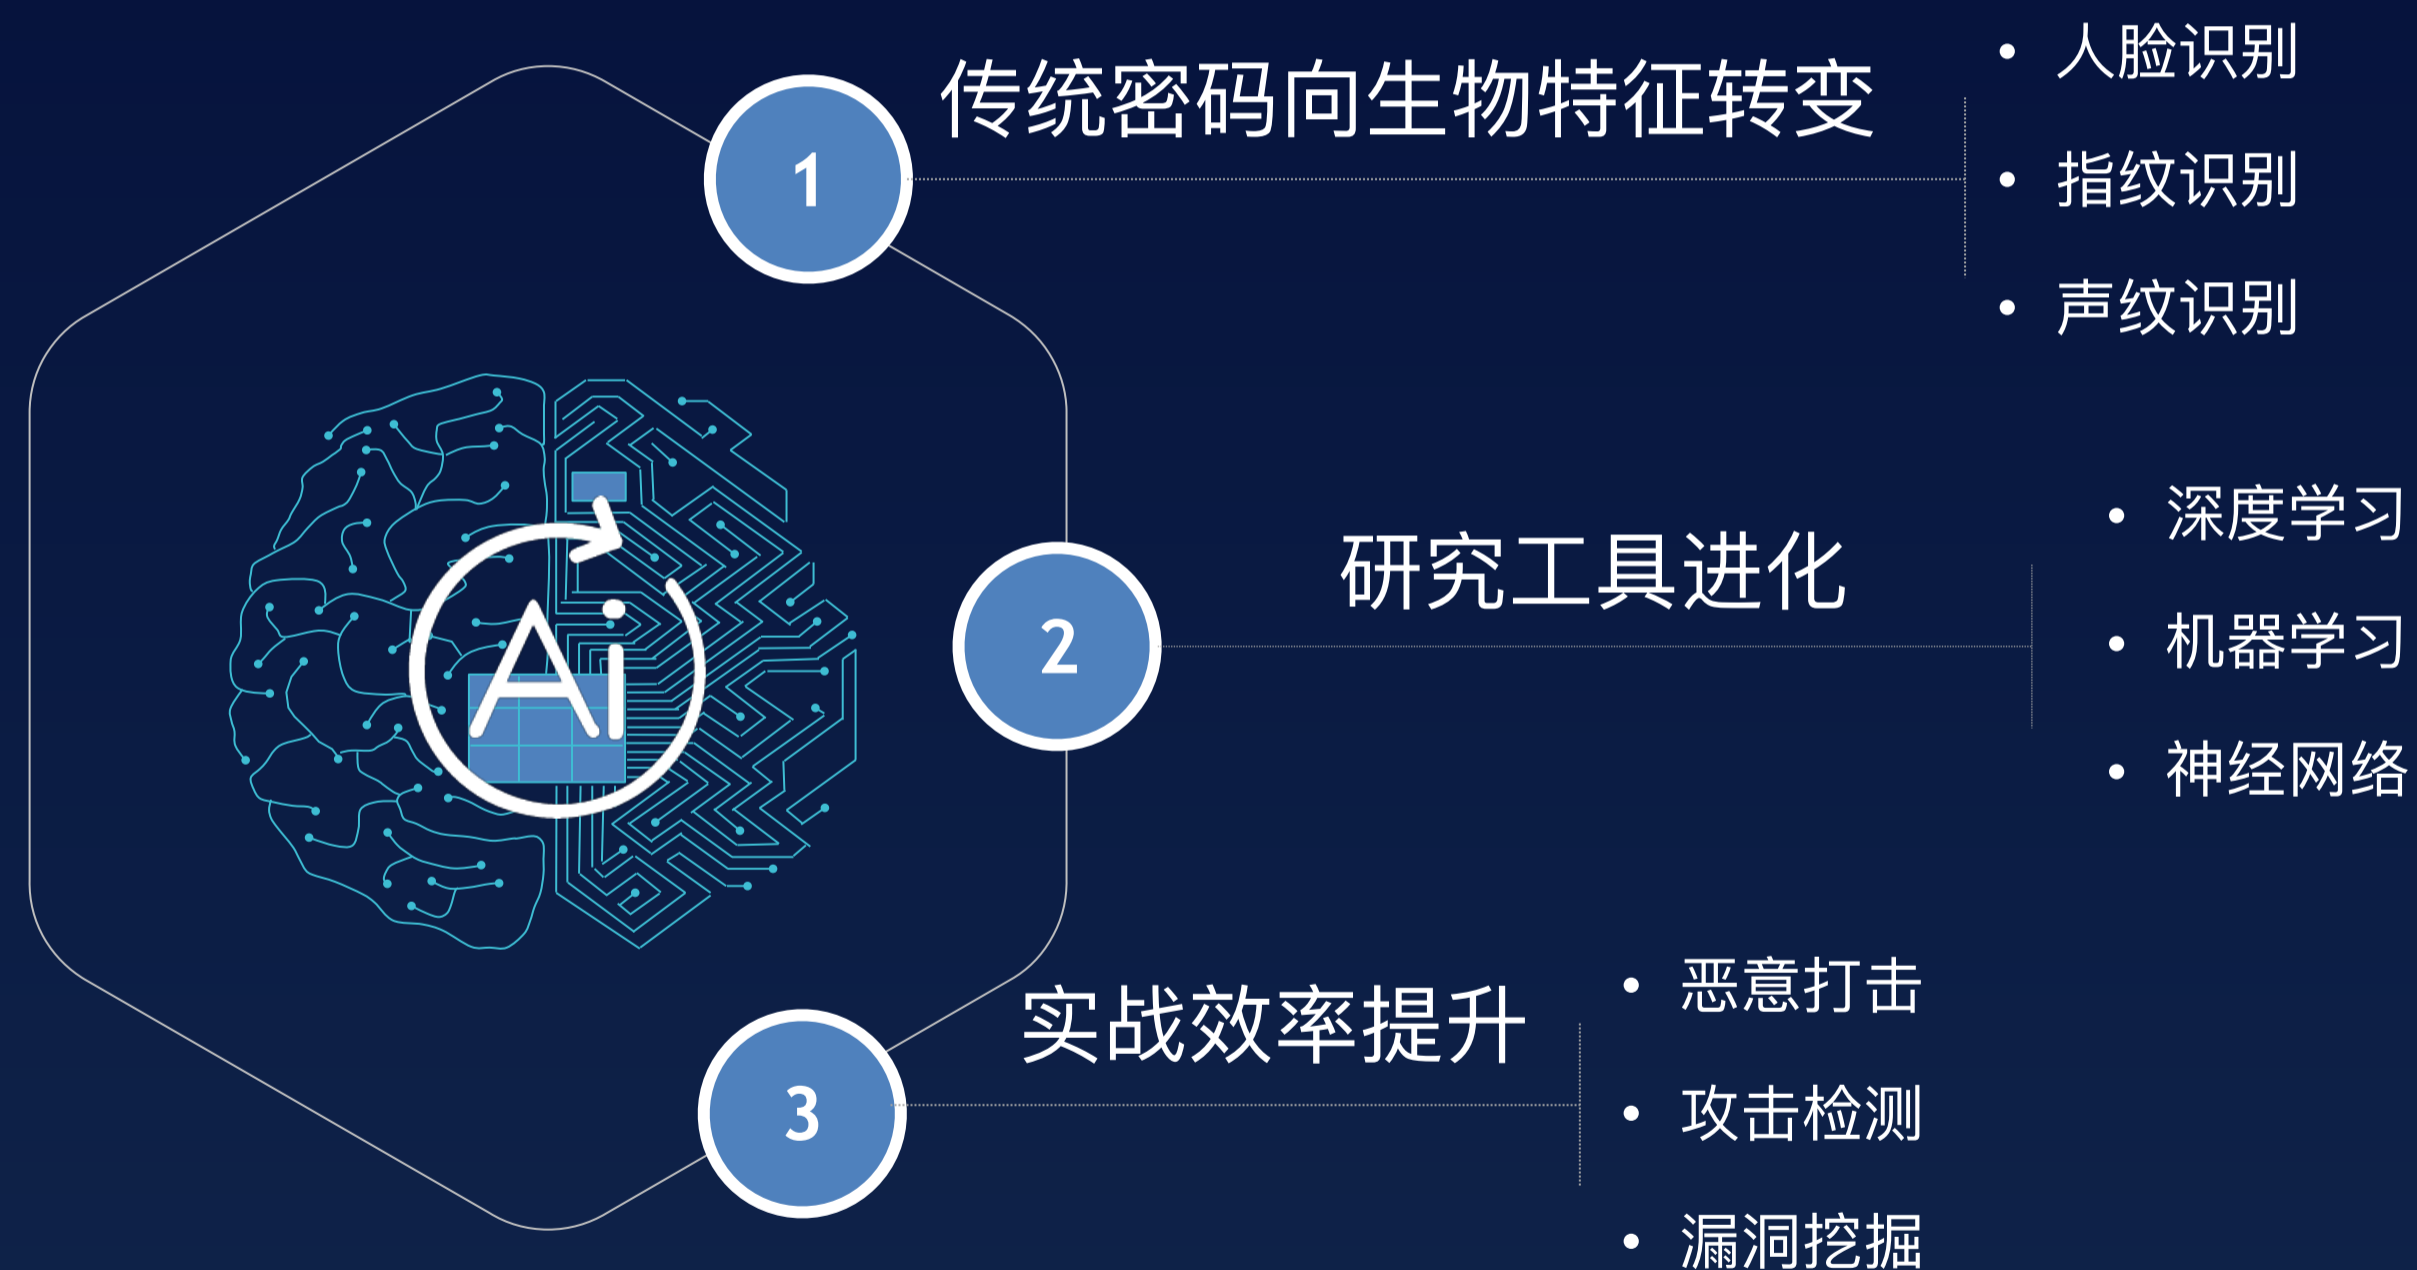 1
传统密码向生物特征转变
• 人脸识别
• 指纹识别
• 声纹识别
Ai
2
研究工具进化
• 深度学习
• 机器学习
• 神经网络
3
实战效率提升
• 恶意打击
• 攻击检测
• 漏洞挖掘